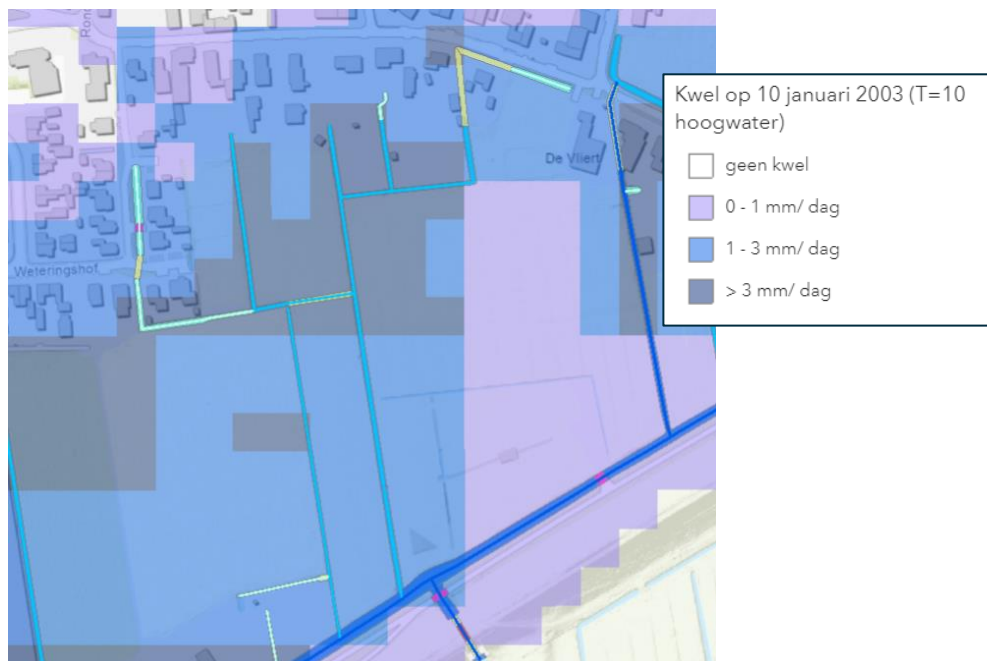 Rond
De Vliert
Weteringshof
Kwel op 10 januari 2003 (T=10
hoogwater)
geen kwel
0 - 1 mm/ dag
1 - 3 mm/ dag
> 3 mm/ dag